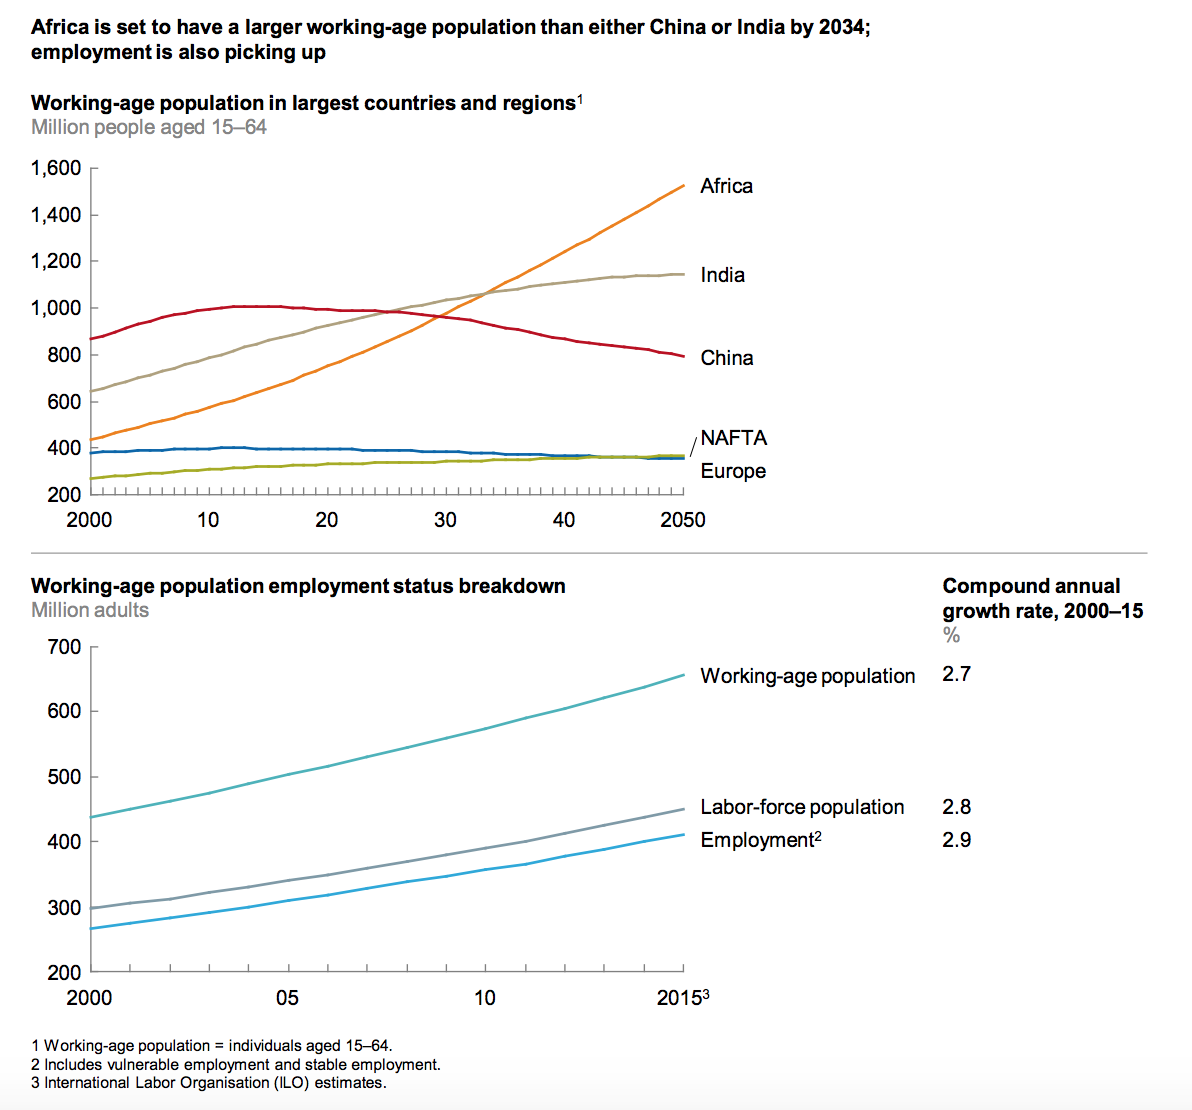 Africa is set to have a larger working-age population than either China or India by 2034;
employment is also picking up
Working-age population in largest countries and regions¹
Million people aged 15–64
1,600
1,400
1,200
1,000
800
600
400
200
Africa
India
China
NAFTA
Europe
2000 10 20 30 40 2050
Working-age population employment status breakdown
Million adults
Compound annual
growth rate, 2000–15
%
700
600
500
400
300
200
Working-age population 2.7
Labor-force population 2.8
Employment² 2.9
2000 05 10 2015³
1 Working-age population = individuals aged 15–64.
2 Includes vulnerable employment and stable employment.
3 International Labor Organisation (ILO) estimates.